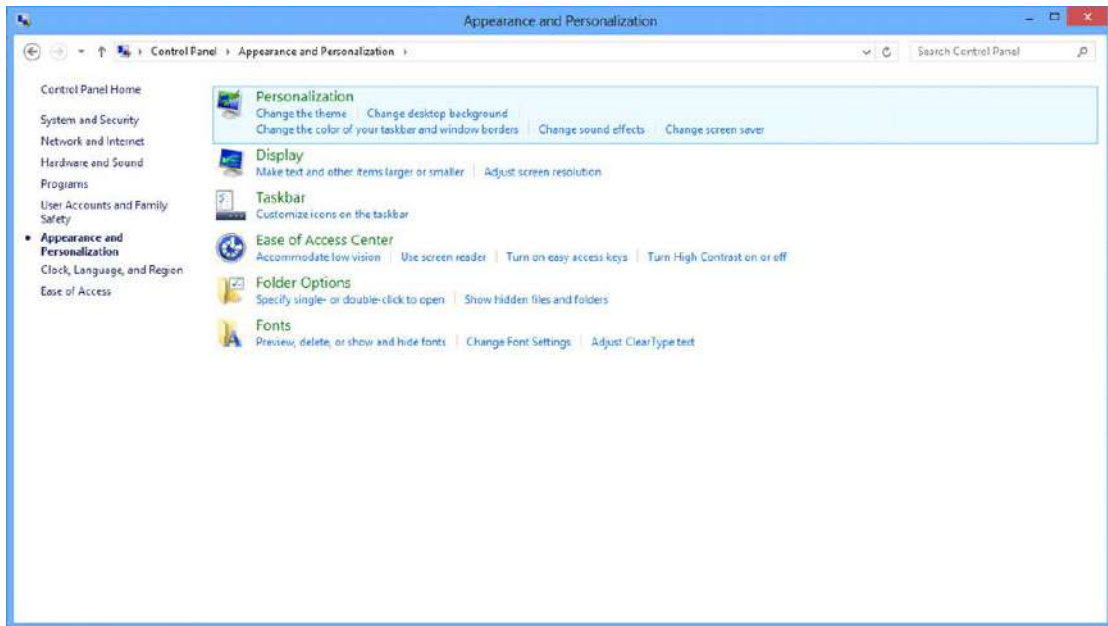 Appearance and Personalization
Control Panel Appearance and Personalization
Search Control Panel
Control Panel Home
System and Security
Network and Internet
Hardware and Sound
Programs
User Accounts and Family
Safety
Appearance and
Personalization
Clock, Language, and Region
Ease of Access
Personalization
Change the theme Change desktop background
Change the color of your taskbar and window borders Change sound effects Change screen saver
Display
Make text and other items larger or smaller Adjust screen resolution
Taskbar
Customize icons on the taskbar
Ease of Access Center
Accommodate low vision Use screen reader Turn on easy access keys Turn High Contrast on or off
Folder Options
Specify single- or double-click to open Show hidden files and folders
Fonts
Preview, delete, or show and hide fonts Change Font Settings Adjust ClearType text